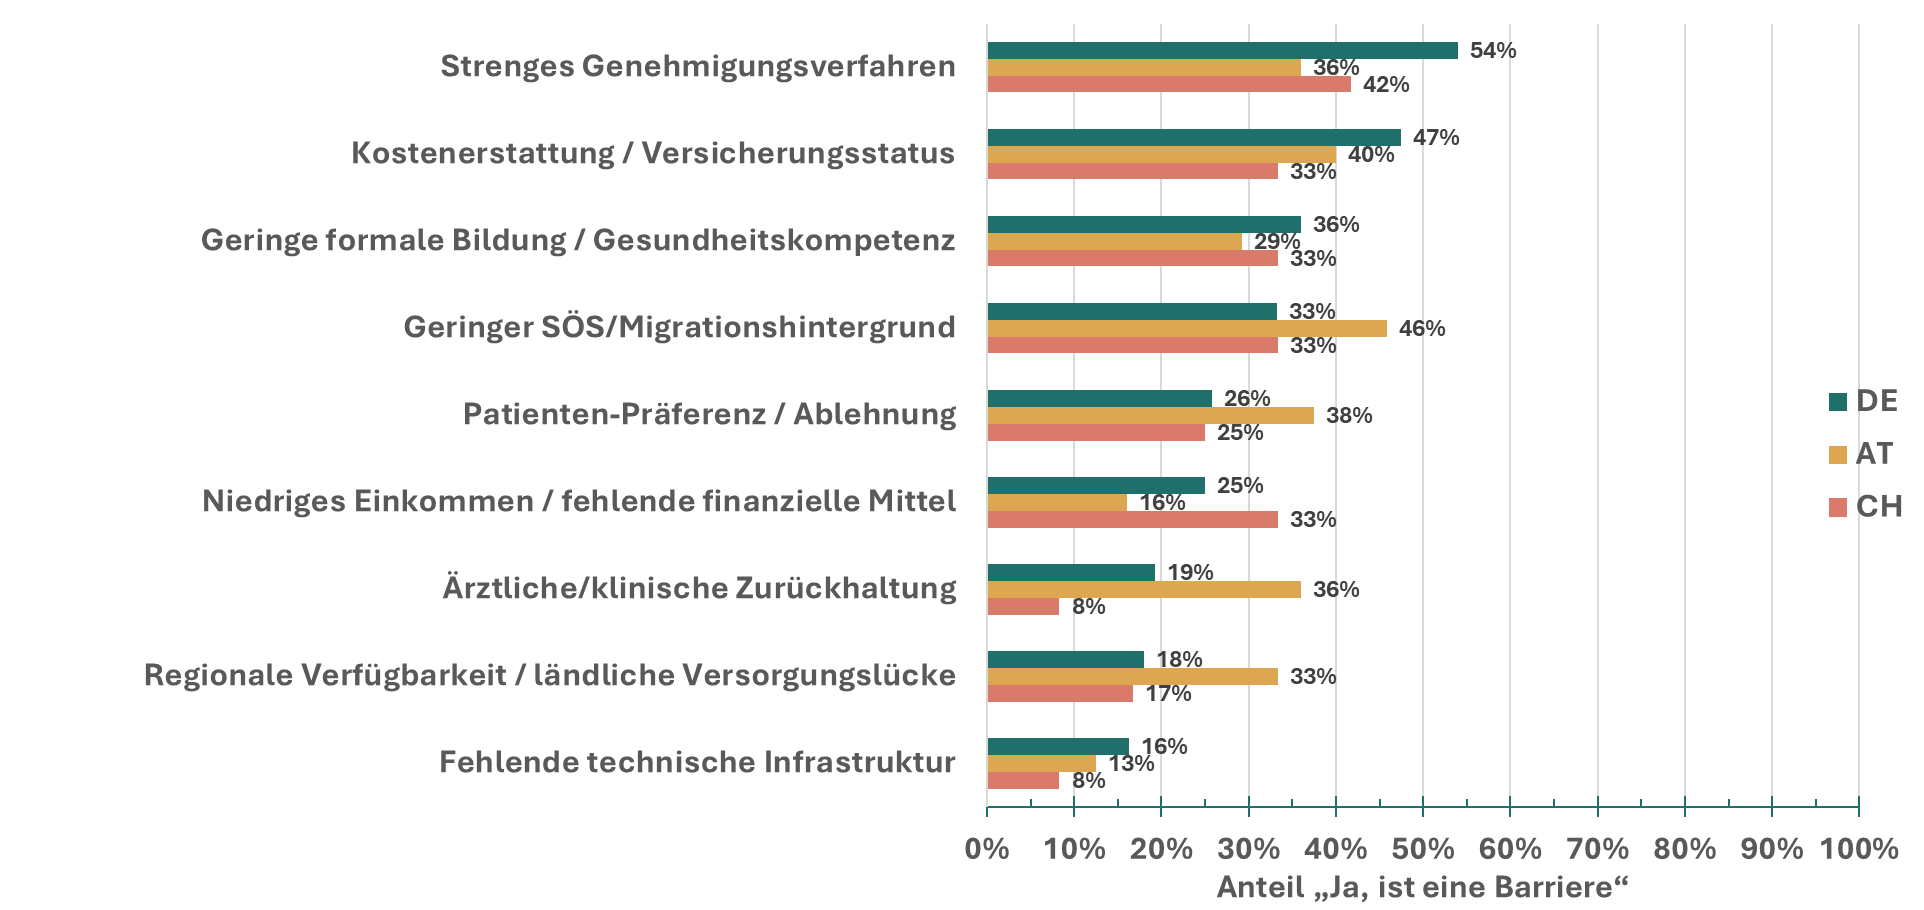 Strenges Genehmigungsverfahren
54%
36%
42%
Kostenerstattung / Versicherungsstatus
47%
40%
33%
Geringe formale Bildung / Gesundheitskompetenz
36%
29%
33%
Geringer SÖS/Migrationshintergrund
33%
46%
33%
Patienten-Präferenz / Ablehnung
26%
38%
25%
Niedriges Einkommen / fehlende finanzielle Mittel
25%
16%
33%
Ärztliche/klinische Zurückhaltung
19%
36%
8%
Regionale Verfügbarkeit / ländliche Versorgungslücke
18%
33%
17%
Fehlende technische Infrastruktur
16%
13%
8%
DE
AT
CH
0% 10% 20% 30% 40% 50% 60% 70% 80% 90% 100%
Anteil „Ja, ist eine Barriere“